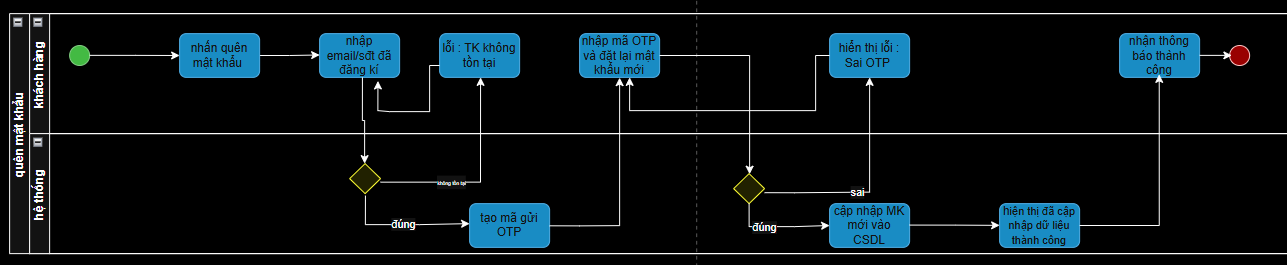 quên mật khẩu
khách hàng
nhấn quên
mật khẩu
nhập
email/sđt đã
đăng kí
lỗi : TK không
tồn tại
nhập mã OTP
và đặt lại mật
khẩu mới
hiển thị lỗi :
Sai OTP
nhận thông
báo thành
công
hệ thống
không tồn tại
đúng
tạo mã gửi
OTP
sai
đúng
cập nhập MK
mới vào
CSDL
hiện thị đã cập
nhập dữ liệu
thành công